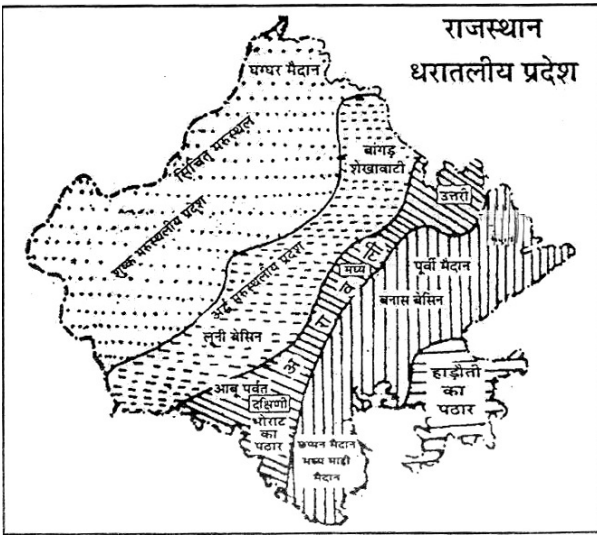 राजस्थान
धरातलीय प्रदेश
घग्घर मैदान
सिंचित मरुस्थल
शुष्क मरुस्थलीय प्रदेश
बांगड़
शेखावाटी
अर्द्ध मरुस्थलीय प्रदेश
लूनी बेसिन
उत्तरी
मध्य
अ रा व ली
पूर्वी मैदान
बनास बेसिन
हाड़ौती
का
पठार
आबू पर्वत
दक्षिणी
भोराट
का
पठार
छप्पन मैदान
मध्य माही
मैदान